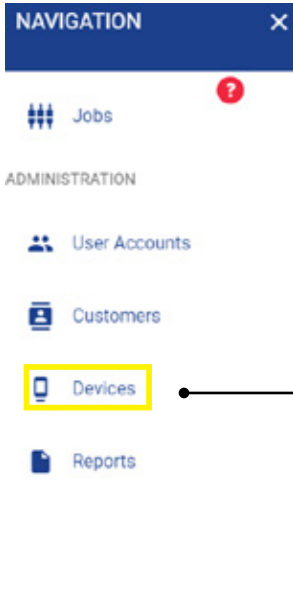 NAVIGATION ×
?
Jobs
ADMINISTRATION
User Accounts
Customers
Devices
Reports